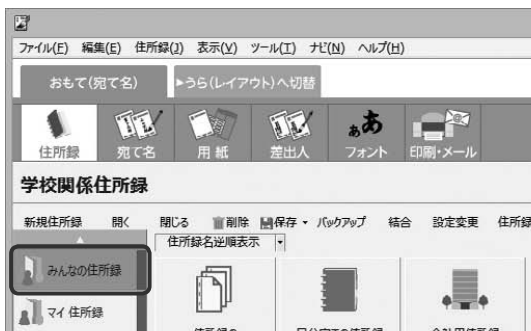 ファイル(F) 編集(E) 住所録(J) 表示(V) ツール(T) ナビ(N) ヘルプ(H)
おもて(宛て名) ▶うら(レイアウト)へ切替
住所録 宛て名 用紙 差出人 フォント 印刷・メール
学校関係住所録
新規住所録 開く 閉じる 削除 保存 バックアップ 結合 設定変更 住所録
住所録名逆順表示
みんなの住所録
マイ 住所録